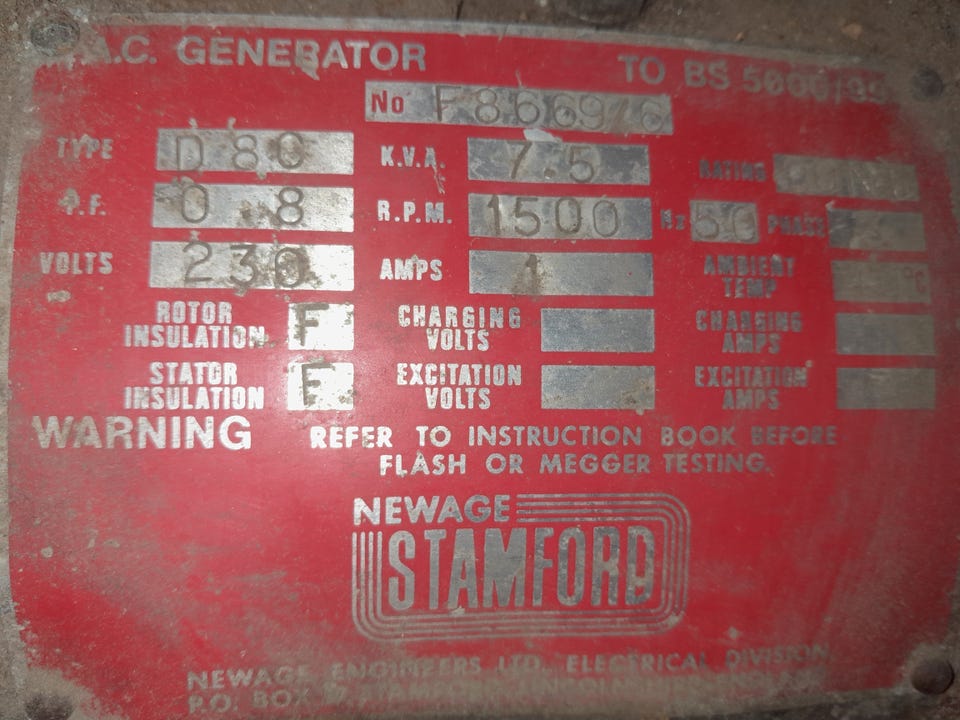 A.C. GENERATOR TO BS 5000/99
No F866976
TYPE D80 K.V.A. 7.5 RATING
P.F. 0.8 R.P.M. 1500 Hz 50 PHASE
VOLTS 230 AMPS AMBIENT TEMP °C
ROTOR INSULATION F CHARGING VOLTS CHARGING AMPS
STATOR INSULATION F EXCITATION VOLTS EXCITATION AMPS
WARNING REFER TO INSTRUCTION BOOK BEFORE
FLASH OR MEGGER TESTING.
NEWAGE
STAMFORD
NEWAGE ENGINEERS LTD., ELECTRICAL DIVISION
P.O. BOX